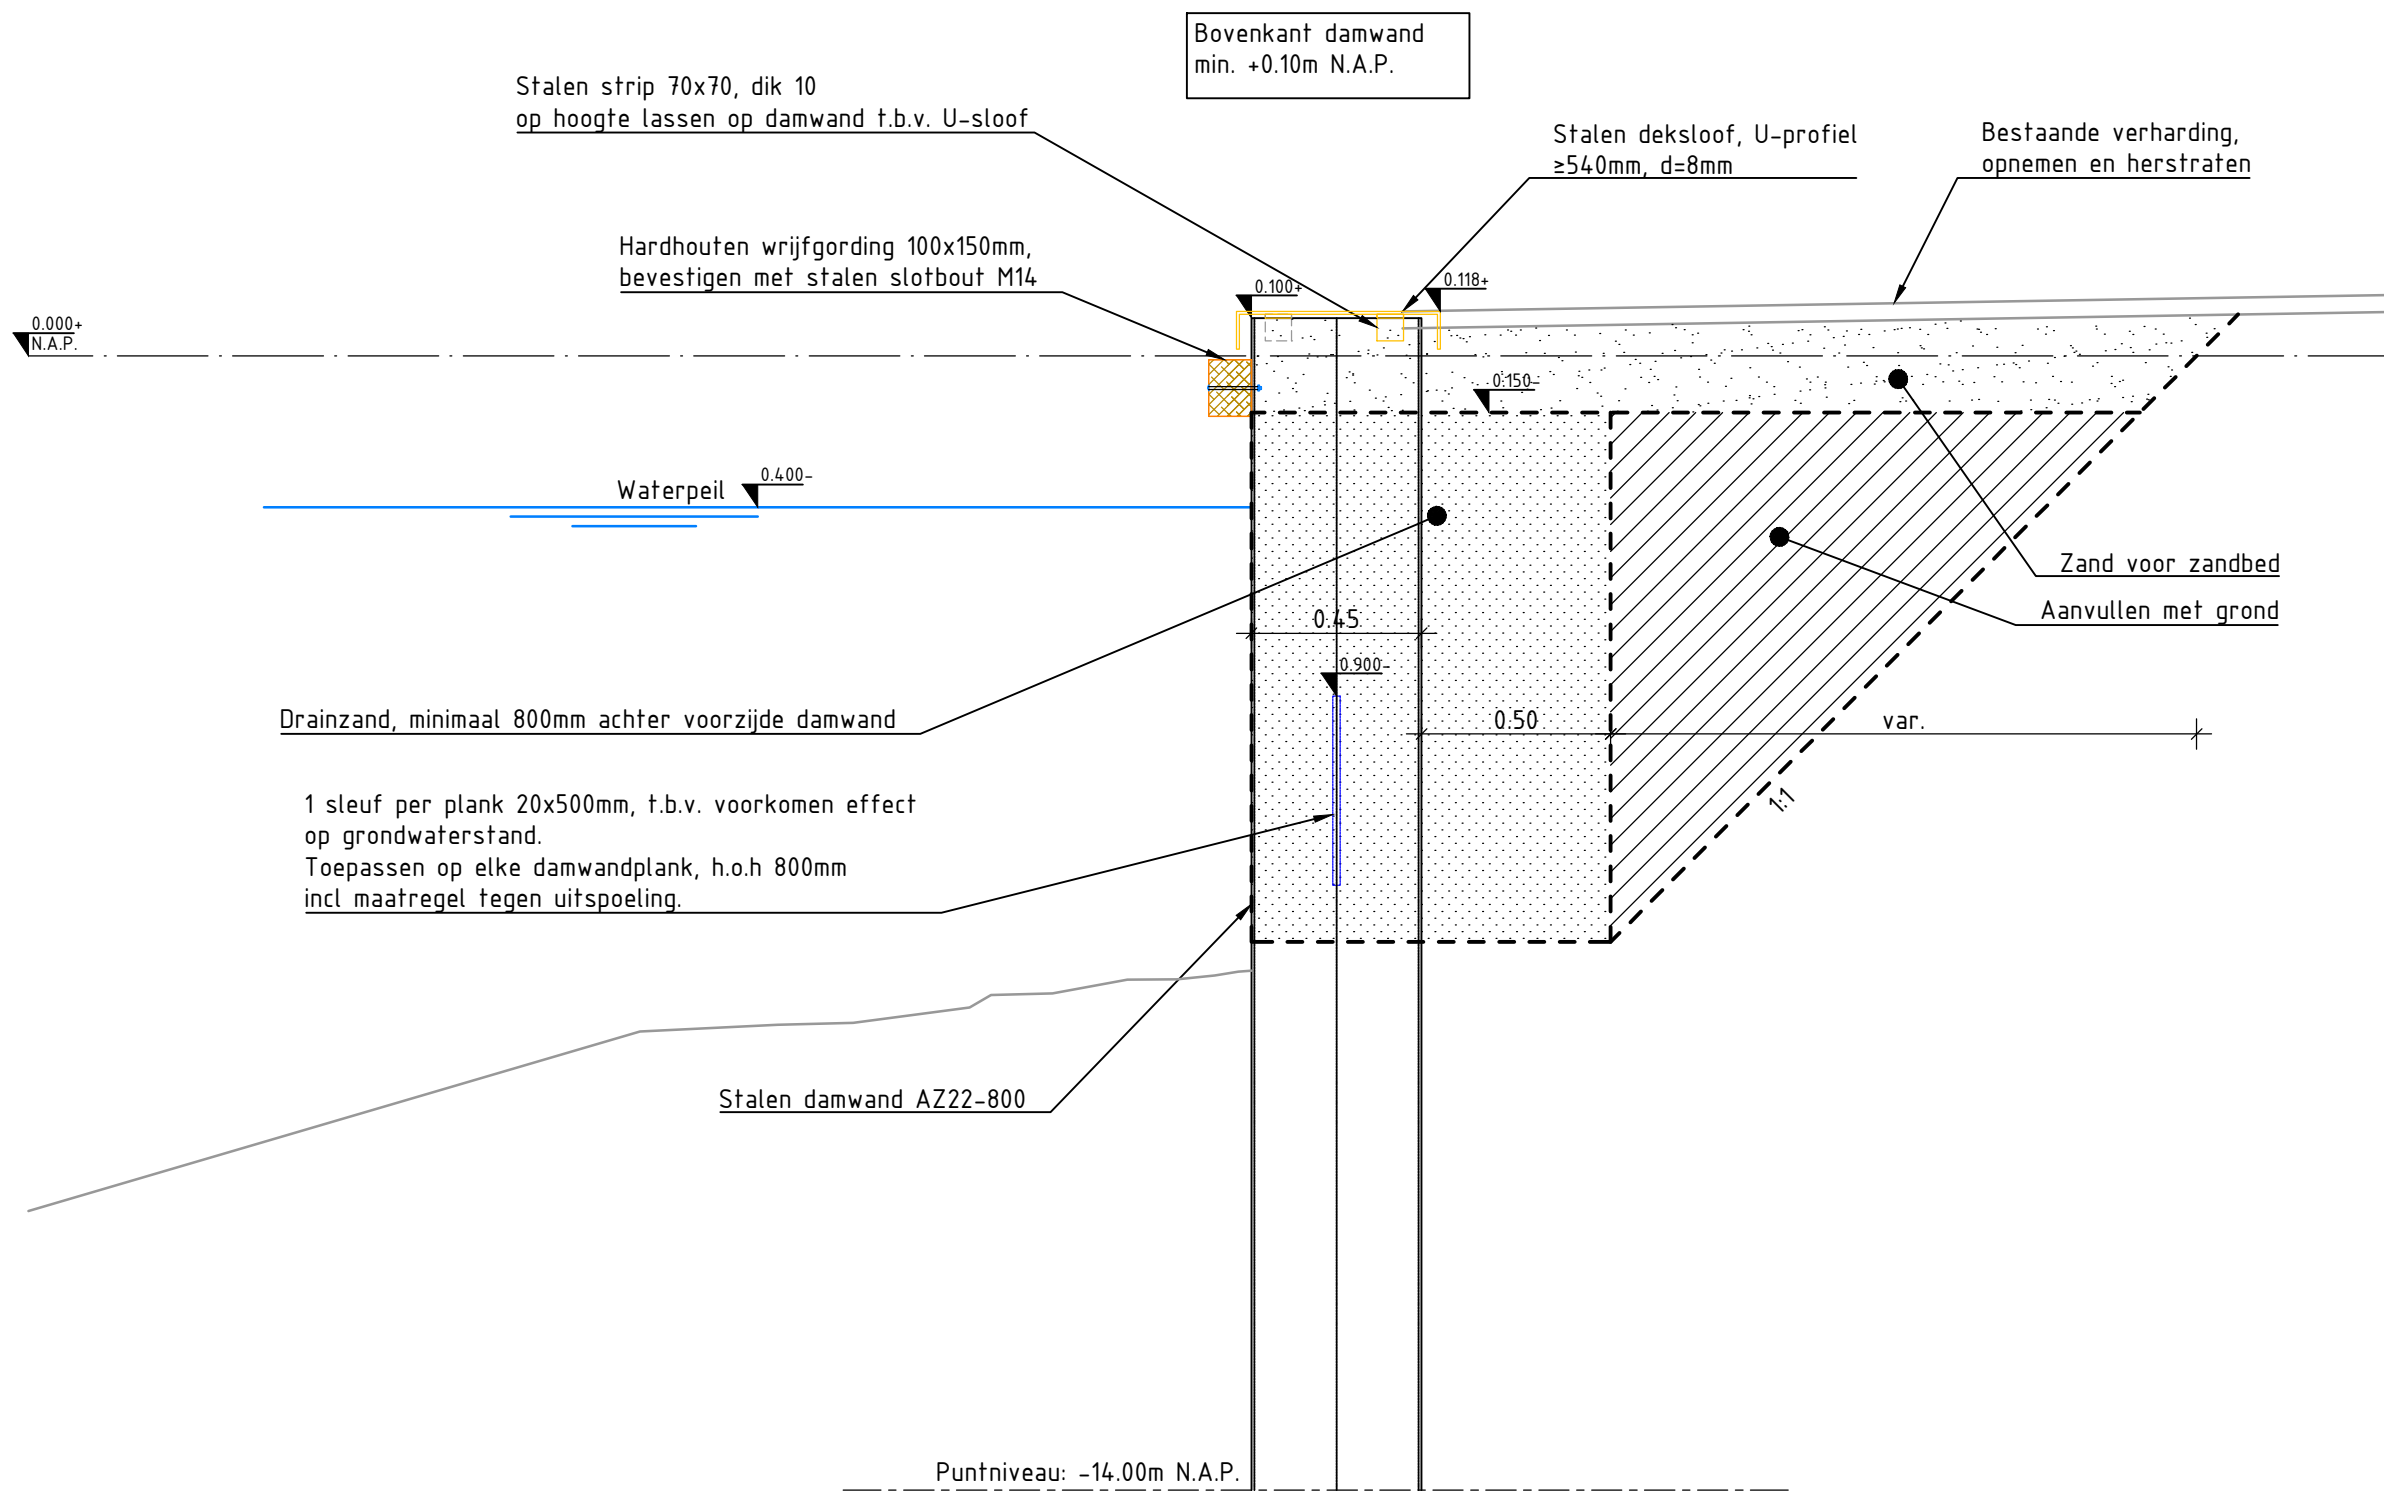 Bovenkant damwand
min. +0.10m N.A.P.
Stalen strip 70x70, dik 10
op hoogte lassen op damwand t.b.v. U-sloof
Stalen deksloof, U-profiel
≥540mm, d=8mm
Bestaande verharding,
opnemen en herstraten
Hardhouten wrijfgording 100x150mm,
bevestigen met stalen slotbout M14
0.100+
0.118+
0.000+
N.A.P.
0.150-
Waterpeil
0.400-
Zand voor zandbed
Aanvullen met grond
0.45
0.900-
Drainzand, minimaal 800mm achter voorzijde damwand
0.50
var.
1:1
1 sleuf per plank 20x500mm, t.b.v. voorkomen effect
op grondwaterstand.
Toepassen op elke damwandplank, h.o.h 800mm
incl maatregel tegen uitspoeling.
Stalen damwand AZ22-800
Puntniveau: -14.00m N.A.P.